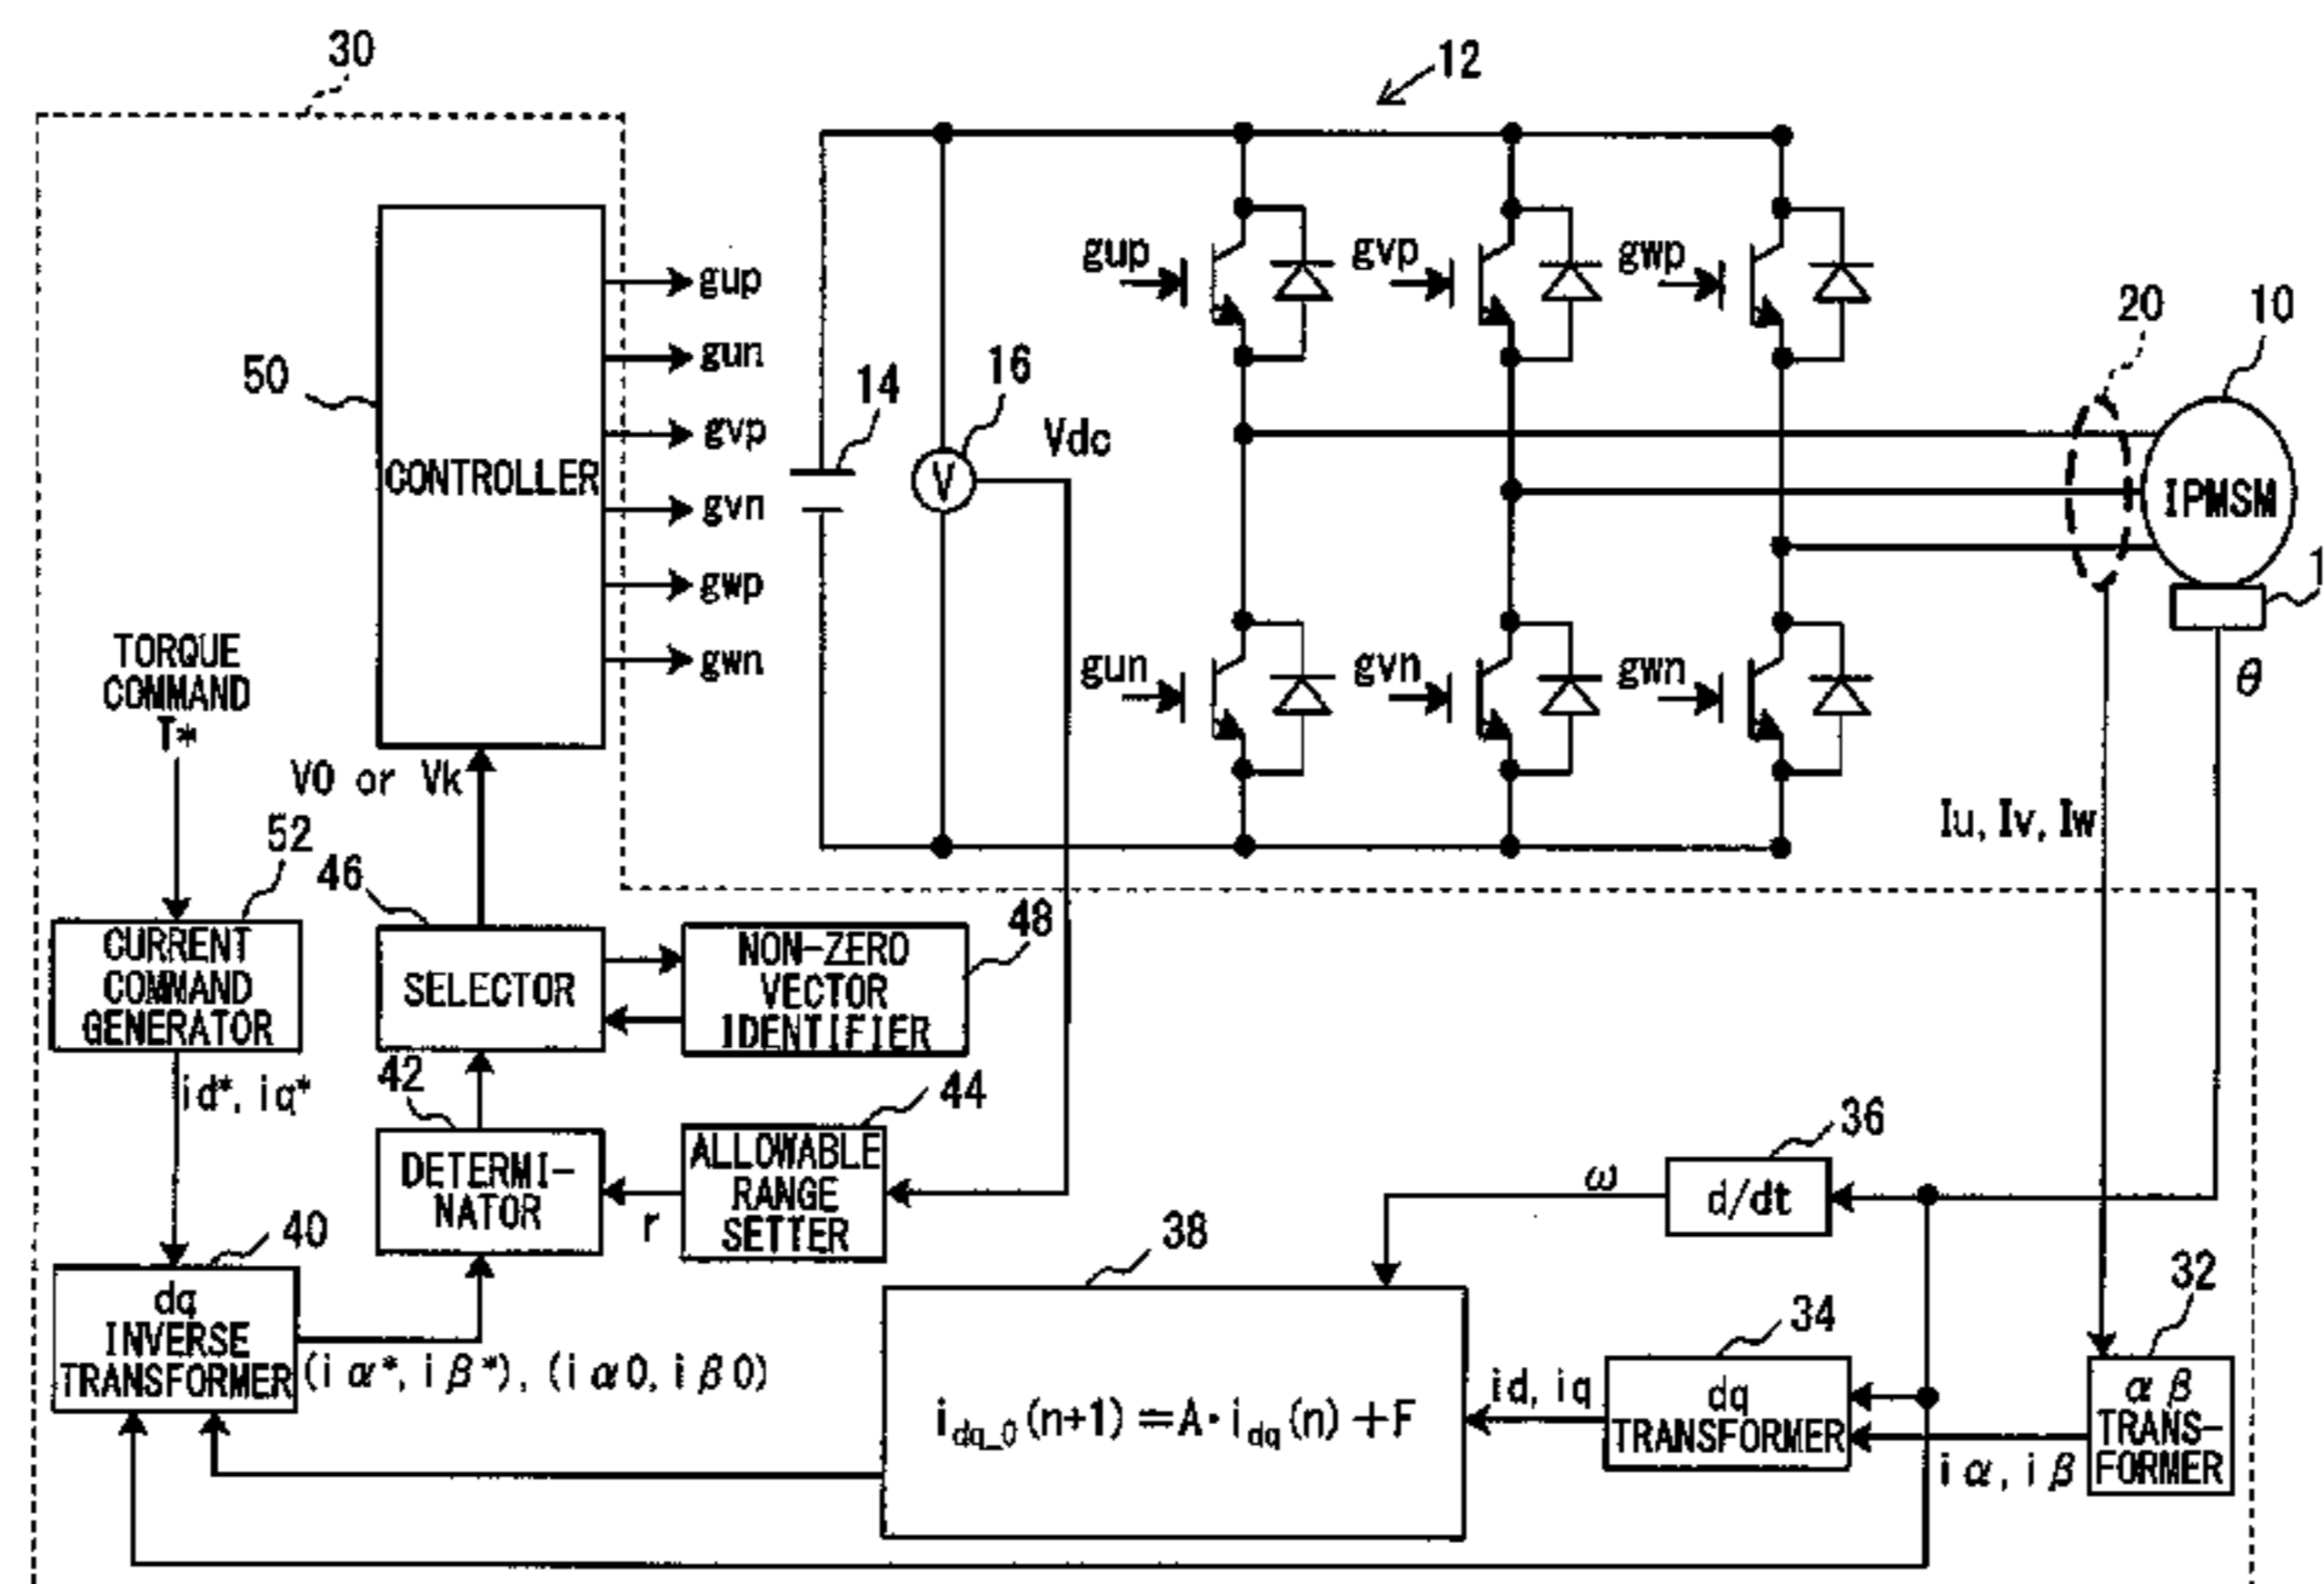 30
12
20
10
50
CONTROLLER
gup
gun
gvp
gvn
gwp
gwn
14
16
V
Vdc
gup
gvp
gwp
gun
gvn
gwn
IPMSM
1
θ
Iu, Iv, Iw
TORQUE
COMMAND
T*
V0 or Vk
52
46
48
CURRENT
COMMAND
GENERATOR
SELECTOR
NON-ZERO
VECTOR
IDENTIFIER
id*, iq*
42
44
DETERMI-
NATOR
r
ALLOWABLE
RANGE
SETTER
40
dq
INVERSE
TRANSFORMER
(iα*, iβ*), (iα0, iβ0)
38
i_dq_0(n+1)=A·i_dq(n)+F
ω
36
d/dt
34
id, iq
dq
TRANSFORMER
iα, iβ
32
αβ
TRANS-
FORMER